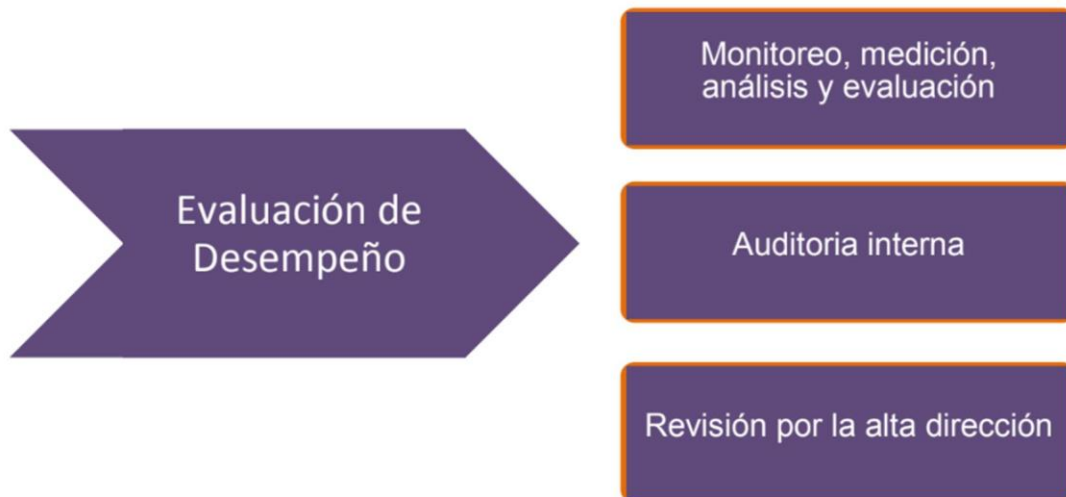 Evaluación de
Desempeño
Monitoreo, medición,
análisis y evaluación
Auditoria interna
Revisión por la alta dirección